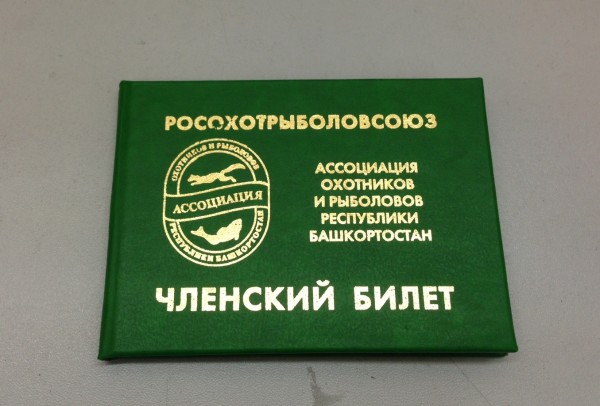 РОСОХОТРЫБОЛОВСОЮЗ
ОХОТНИКОВ И РЫБОЛОВОВ
АССОЦИАЦИЯ
РЕСПУБЛИКИ БАШКОРТОСТАН
АССОЦИАЦИЯ
ОХОТНИКОВ
И РЫБОЛОВОВ
РЕСПУБЛИКИ
БАШКОРТОСТАН
ЧЛЕНСКИЙ БИЛЕТ